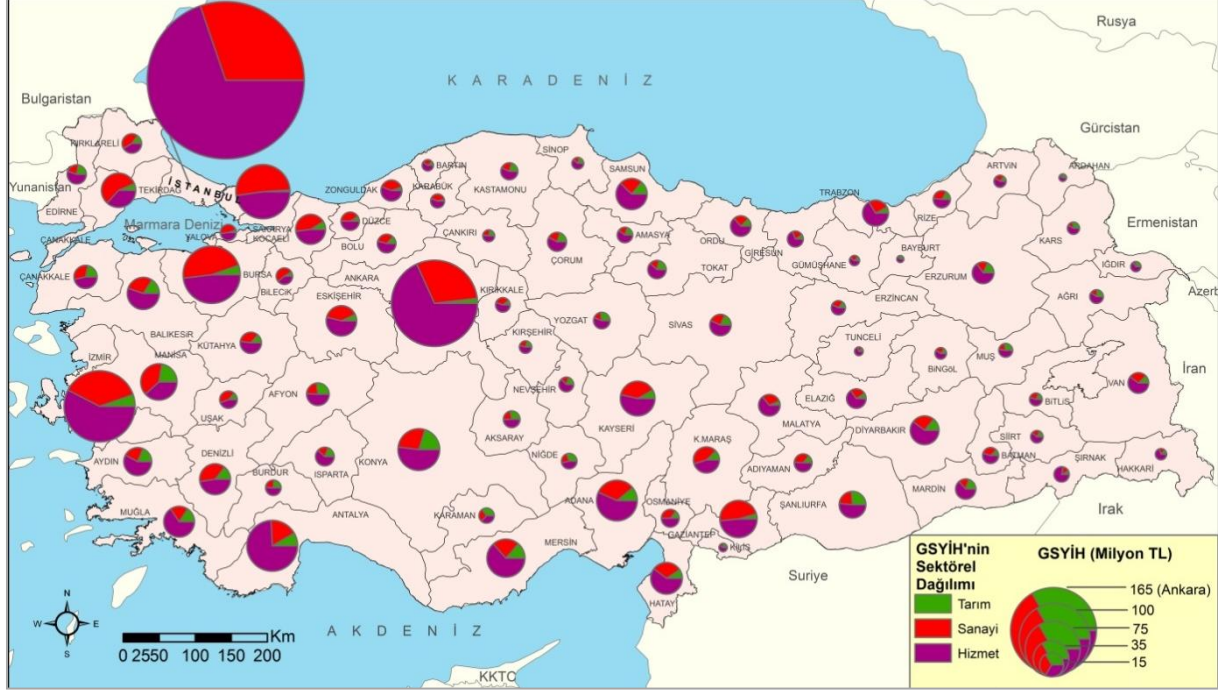 Rusya
KARADENİZ
Bulgaristan
Gürcistan
KIRKLARELİ
SİNOP
BARTIN
SAMSUN
ARTVİN
ARDAHAN
Yunanistan
TEKİRDAĞ
İSTANBUL
ZONGULDAK
KARABÜK
KASTAMONU
TRABZON
RİZE
EDİRNE
Marmara Denizi
YALOVA
SAKARYA
KOCAELİ
DÜZCE
BOLU
ÇANKIRI
ÇORUM
AMASYA
ORDU
GİRESUN
Ermenistan
KARS
ÇANAKKALE
ÇANAKKALE
BURSA
BİLECİK
ANKARA
ESKİŞEHİR
KIRIKKALE
TOKAT
GÜMÜŞHANE
BAYBURT
ERZURUM
IĞDIR
AĞRI
Azerb
BALIKESİR
KÜTAHYA
KIRŞEHİR
YOZGAT
SİVAS
ERZİNCAN
TUNCELİ
BİNGÖL
MUŞ
İran
İZMİR
MANİSA
UŞAK
AFYON
NEVŞEHİR
KAYSERİ
MALATYA
ELAZIĞ
DİYARBAKIR
BİTLİS
VAN
AYDIN
DENİZLİ
BURDUR
ISPARTA
KONYA
AKSARAY
NİĞDE
K.MARAŞ
ADIYAMAN
SİİRT
BATMAN
ŞIRNAK
HAKKARİ
MUĞLA
ANTALYA
KARAMAN
MERSİN
ADANA
OSMANİYE
GAZİANTEP
KİLİS
ŞANLIURFA
MARDİN
Irak
HATAY
Suriye
N
W E
S
Km
0 2550 100 150 200
AKDENİZ
KKTC
GSYİH'nin
Sektörel
Dağılımı
Tarım
Sanayi
Hizmet
GSYİH (Milyon TL)
165 (Ankara)
100
75
35
15